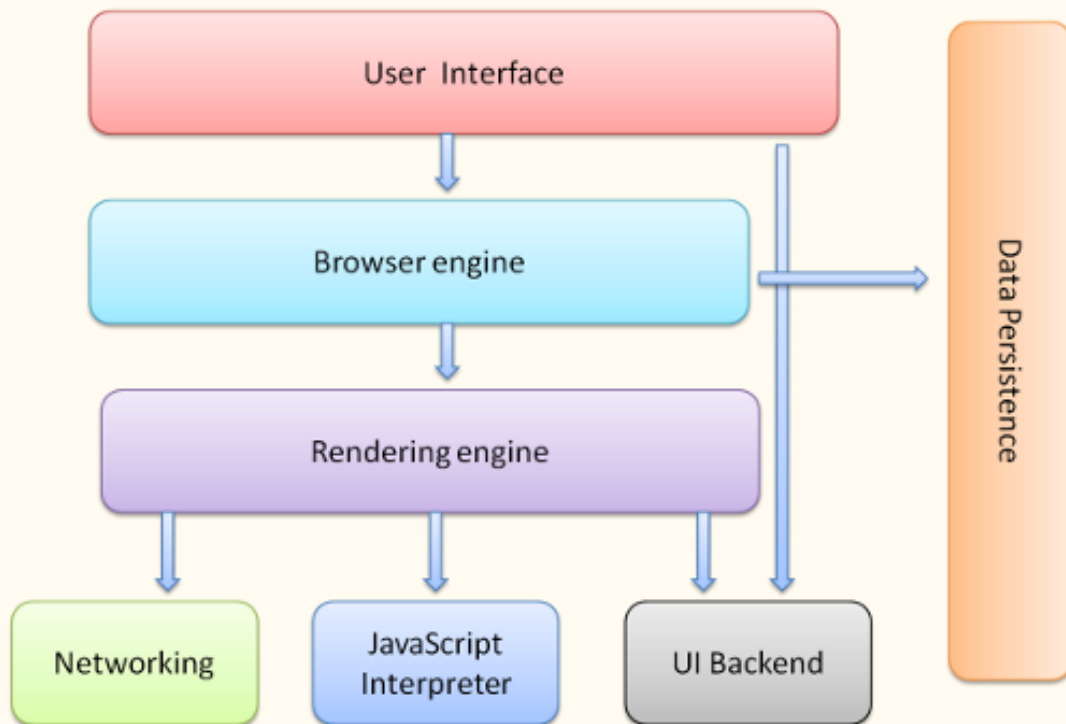 User Interface
Browser engine
Data Persistence
Rendering engine
Networking
JavaScript
Interpreter
UI Backend